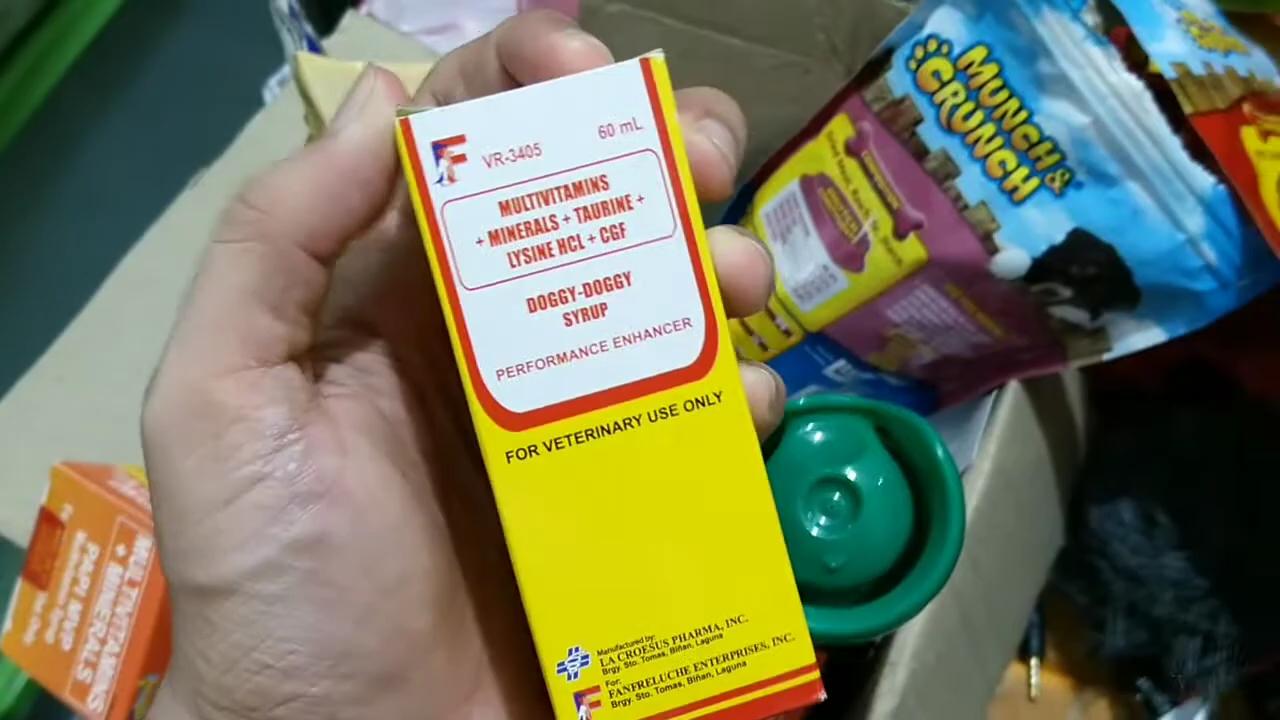 60 mL
VR-3405
MULTIVITAMINS
+ MINERALS + TAURINE +
LYSINE HCL + CGF
DOGGY-DOGGY
SYRUP
PERFORMANCE ENHANCER
FOR VETERINARY USE ONLY
Manufactured by:
LA CROESUS PHARMA, INC.
Brgy. Sto. Tomas, Biñan, Laguna
For:
FANFRELUCHE ENTERPRISES, INC.
Brgy. Sto. Tomas, Biñan, Laguna
MUNCH &
CRUNCH
MULTIVITAMINS
+ MINERALS
PAPI MVP